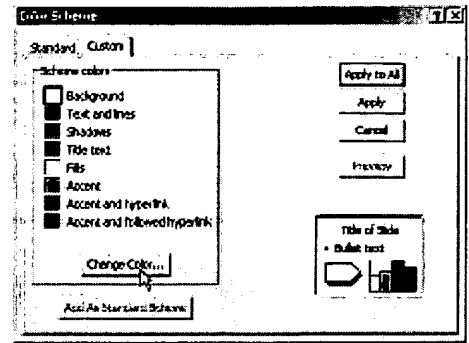 Color Scheme
Standard Custom
Scheme colors
Background
Text and lines
Shadows
Title text
Fills
Accent
Accent and hyperlink
Accent and followed hyperlink
Change Color...
Add As Standard Scheme
Apply to All
Apply
Cancel
Preview
Title of Slide
• Bullet text